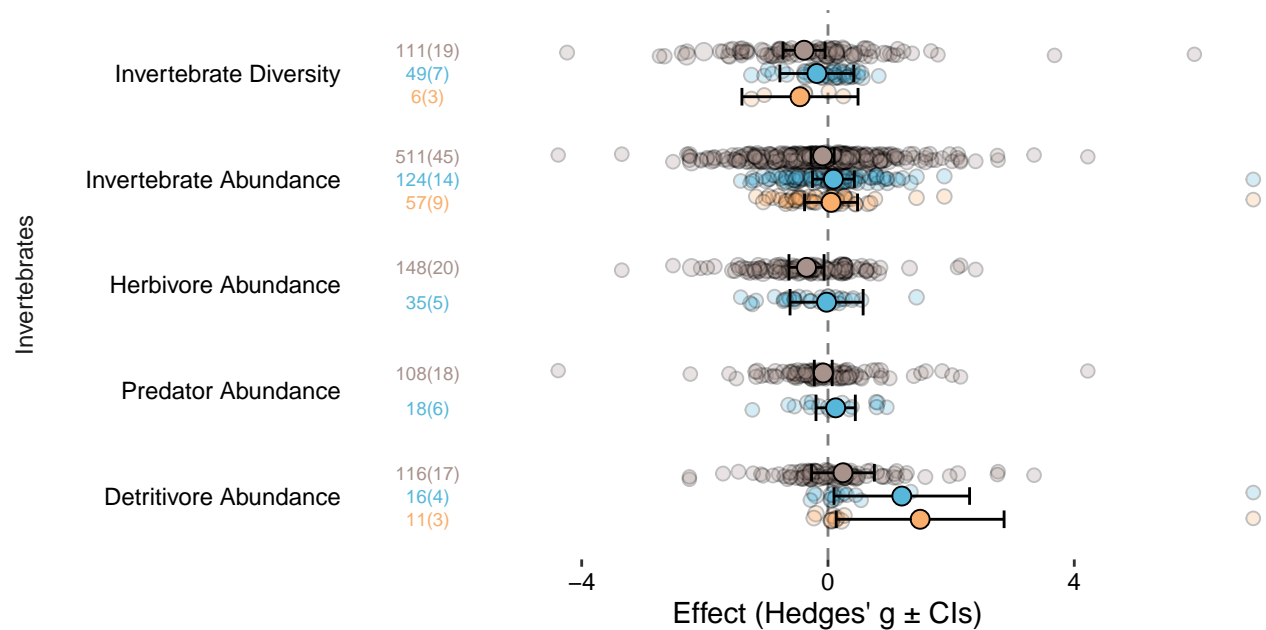 Invertebrates
Invertebrate Diversity
111(19)
49(7)
6(3)
Invertebrate Abundance
511(45)
124(14)
57(9)
Herbivore Abundance
148(20)
35(5)
Predator Abundance
108(18)
18(6)
Detritivore Abundance
116(17)
16(4)
11(3)
−4 0 4
Effect (Hedges' g ± CIs)